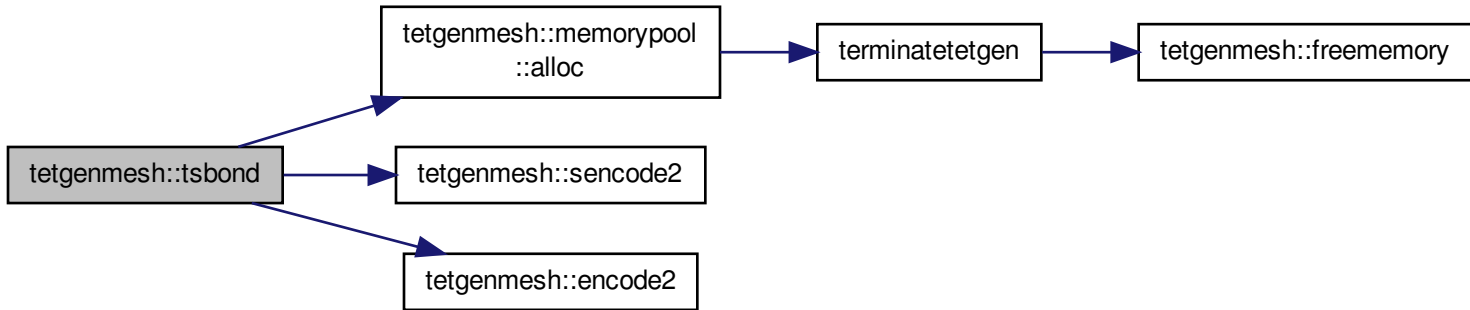 tetgenmesh::memorypool
::alloc
terminatetetgen
tetgenmesh::freememory
tetgenmesh::tsbond
tetgenmesh::sencode2
tetgenmesh::encode2